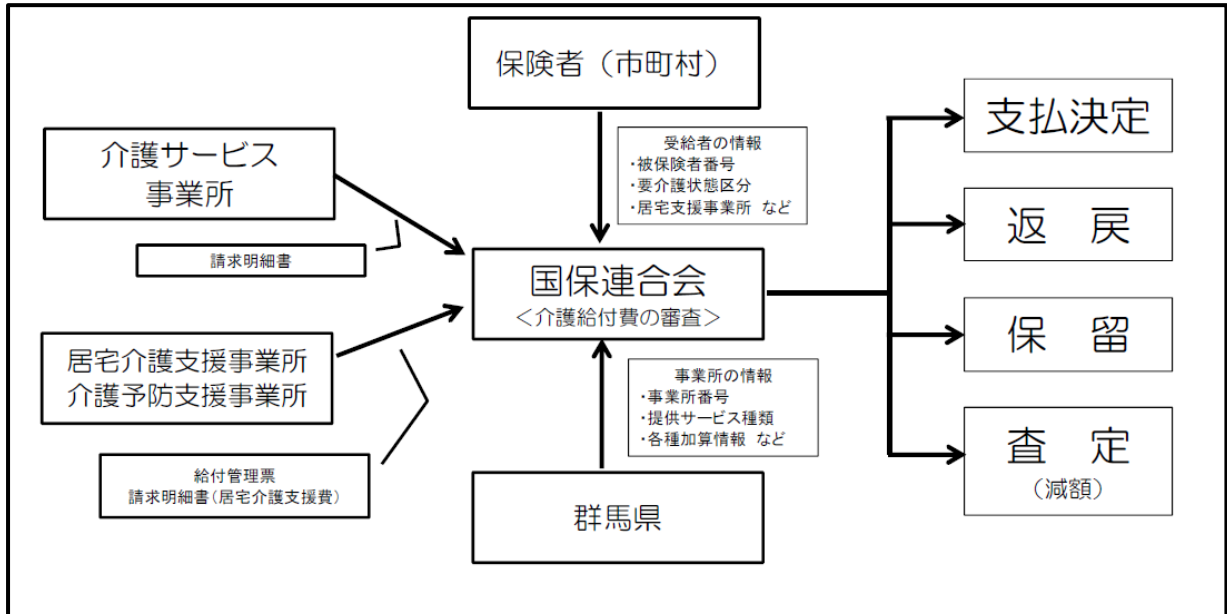 保険者（市町村）
受給者の情報
・被保険者番号
・要介護状態区分
・居宅支援事業所 など
介護サービス
事業所
請求明細書
国保連合会
＜介護給付費の審査＞
居宅介護支援事業所
介護予防支援事業所
給付管理票
請求明細書（居宅介護支援費）
事業所の情報
・事業所番号
・提供サービス種類
・各種加算情報 など
群馬県
支払決定
返　戻
保　留
査　定
（減額）